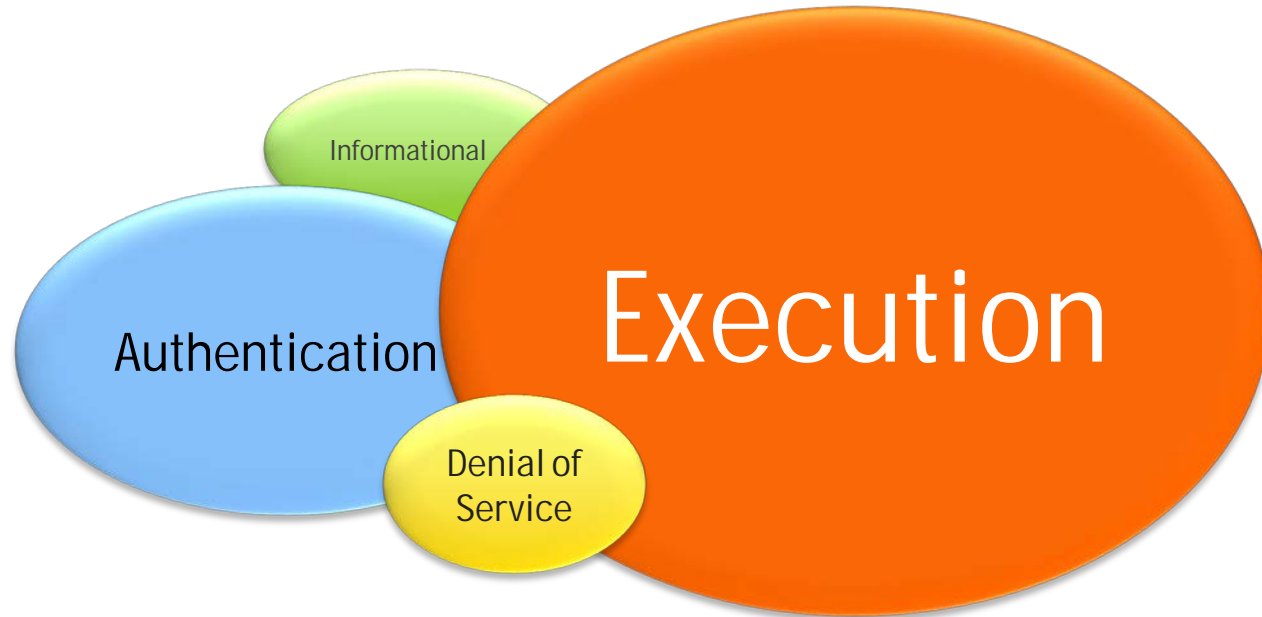 Informational
Execution
Authentication
Denial of
Service